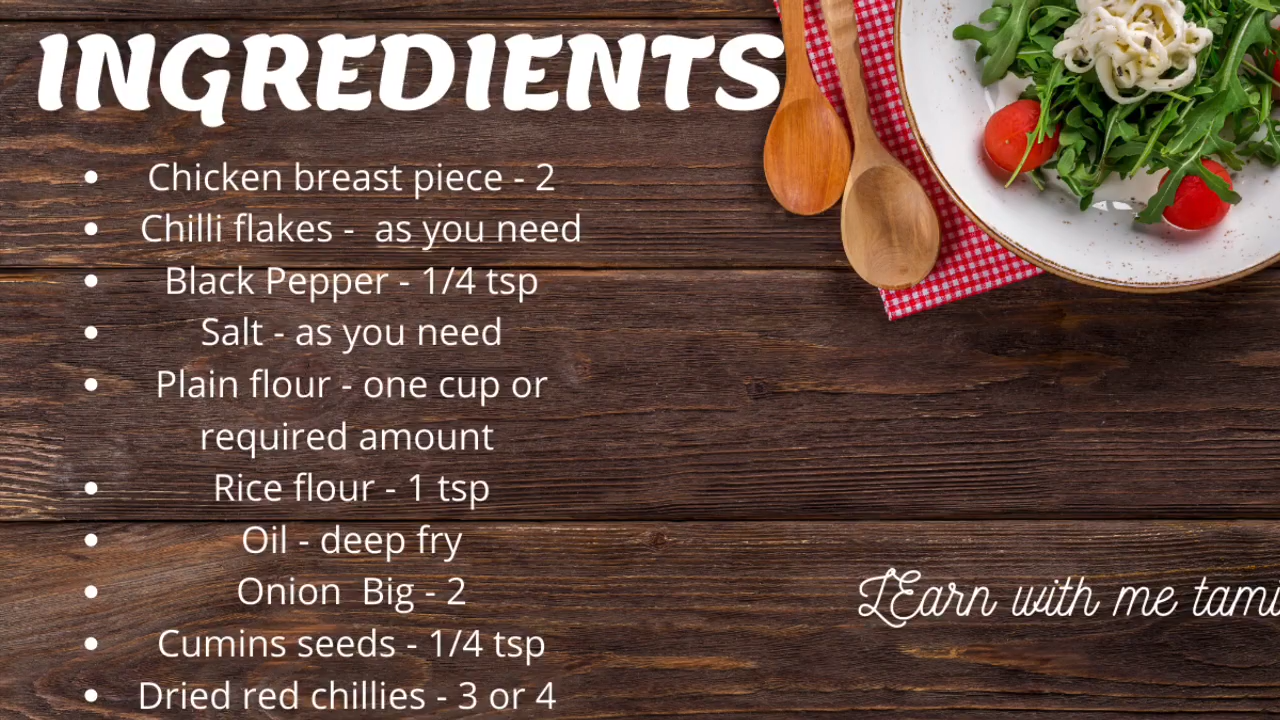 INGREDIENTS
• Chicken breast piece - 2
• Chilli flakes -  as you need
• Black Pepper - 1/4 tsp
• Salt - as you need
• Plain flour - one cup or
required amount
• Rice flour - 1 tsp
• Oil - deep fry
• Onion  Big - 2
• Cumins seeds - 1/4 tsp
• Dried red chillies - 3 or 4
LEarn with me